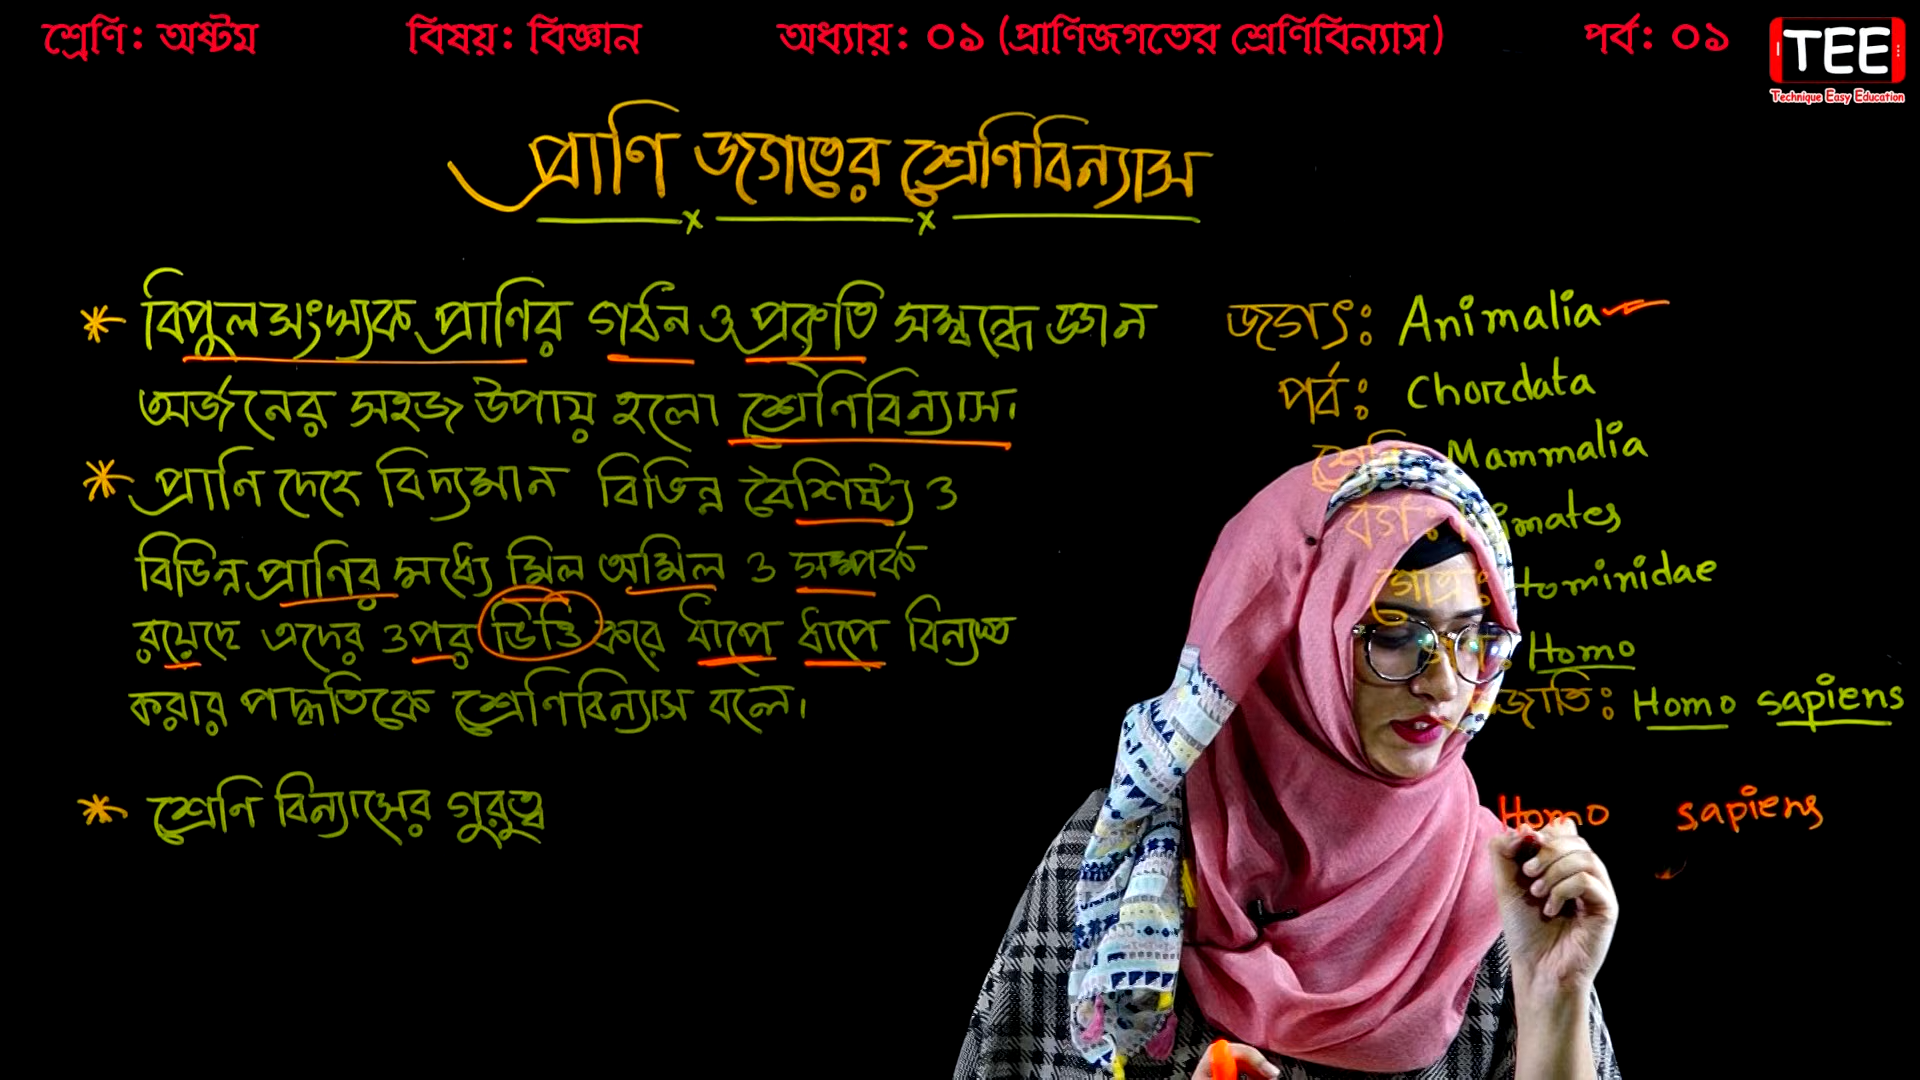 শ্রেণি: অষ্টম বিষয়: বিজ্ঞান অধ্যায়: ০১ (প্রাণিজগতের শ্রেণিবিন্যাস) পর্ব: ০১
TEE
Technique Easy Education
প্রাণি জগতের শ্রেণিবিন্যাস
* বিপুল সংখ্যক প্রাণির গঠন ও প্রকৃতি সম্বন্ধে জ্ঞান
অর্জনের সহজ উপায় হলো শ্রেণিবিন্যাস।
* প্রাণি দেহে বিদ্যমান বিভিন্ন বৈশিষ্ট্য ও
বিভিন্ন প্রাণির মধ্যে মিল অমিল ও সম্পর্ক
রয়েছে এদের ওপর ভিত্তি করে ধাপে ধাপে বিন্যস্ত
করার পদ্ধতিকে শ্রেণিবিন্যাস বলে।
* শ্রেণি বিন্যাসের গুরুত্ব
জগৎ: Animalia
পর্ব: Chordata
Mammalia
বর্গ:
গোত্র: Hominidae
Homo
জাতি: Homo sapiens
Homo sapiens